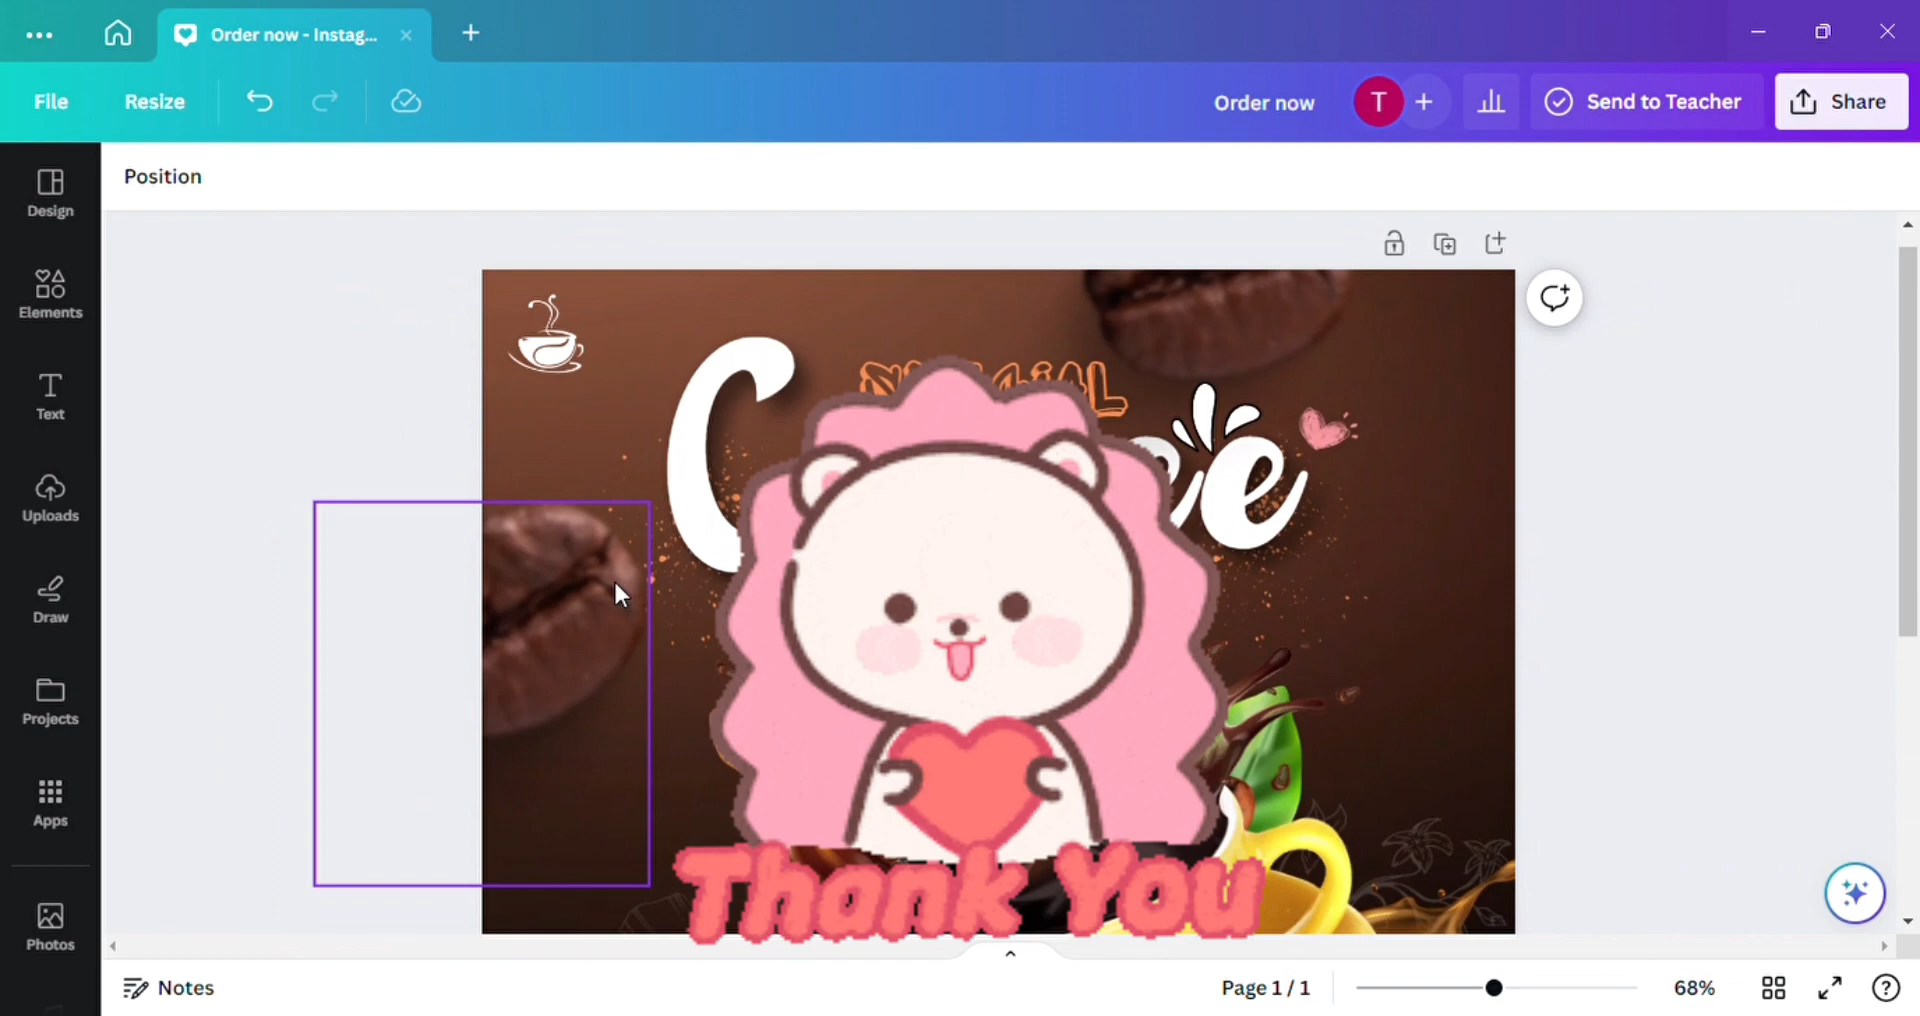 Order now - Instag...
File
Resize
Order now
T
Send to Teacher
Share
Position
Design
Elements
Text
Uploads
Draw
Projects
Apps
Photos
Thank You
Notes
Page 1 / 1
68%